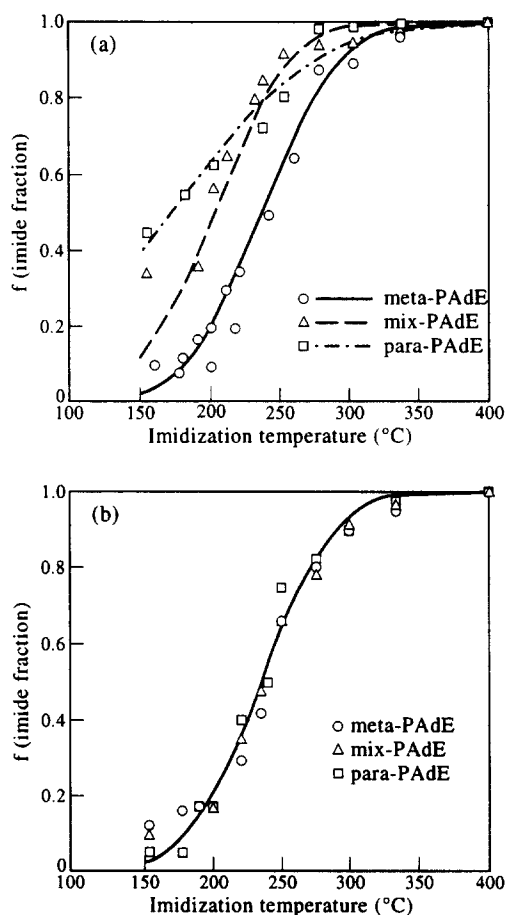 (a)
1.0
0.8
0.6
0.4
0.2
0
f (imide fraction)
meta-PAdE
mix-PAdE
para-PAdE
100 150 200 250 300 350 400
Imidization temperature (°C)
(b)
1.0
0.8
0.6
0.4
0.2
0
f (imide fraction)
meta-PAdE
mix-PAdE
para-PAdE
100 150 200 250 300 350 400
Imidization temperature (°C)